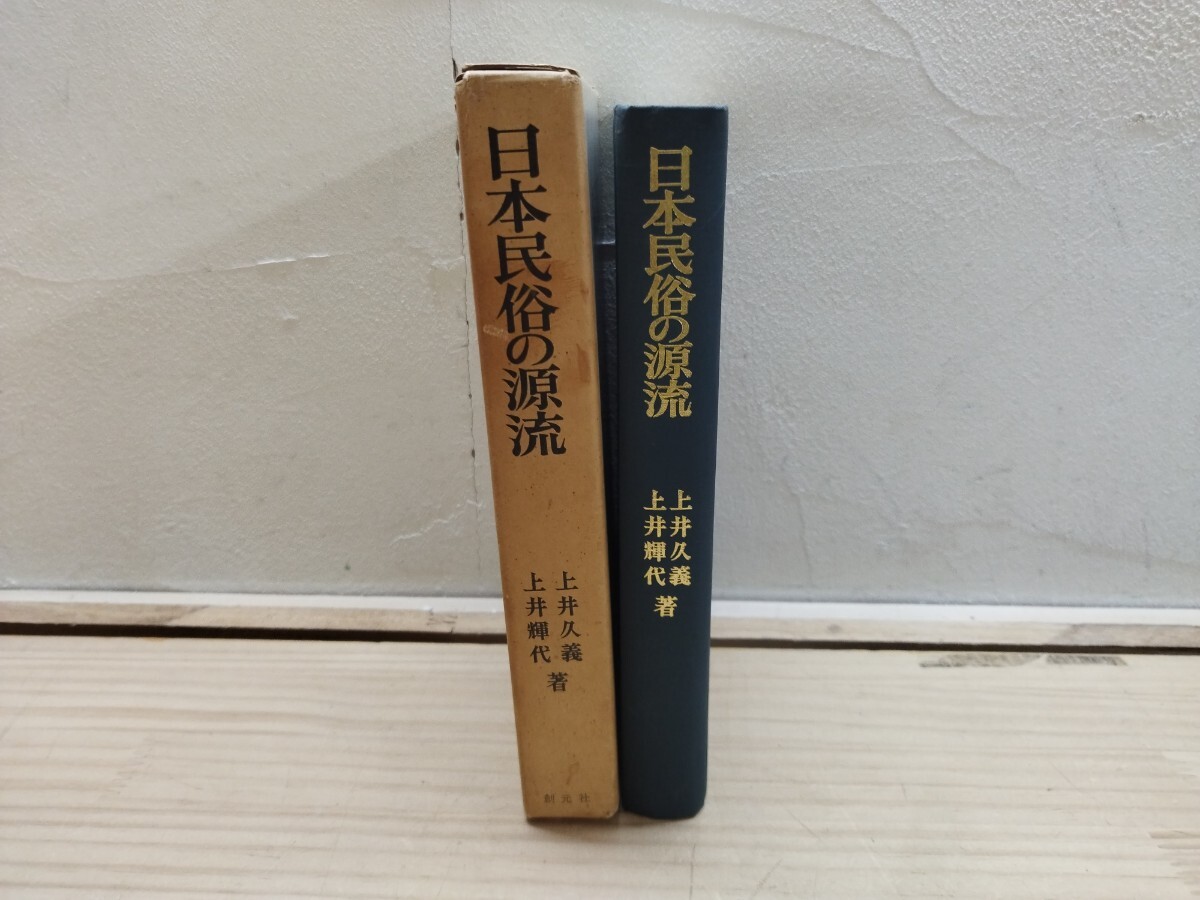 日本民俗の源流
上井久義
上井輝代
著
創元社
日本民俗の源流
上井久義
上井輝代
著